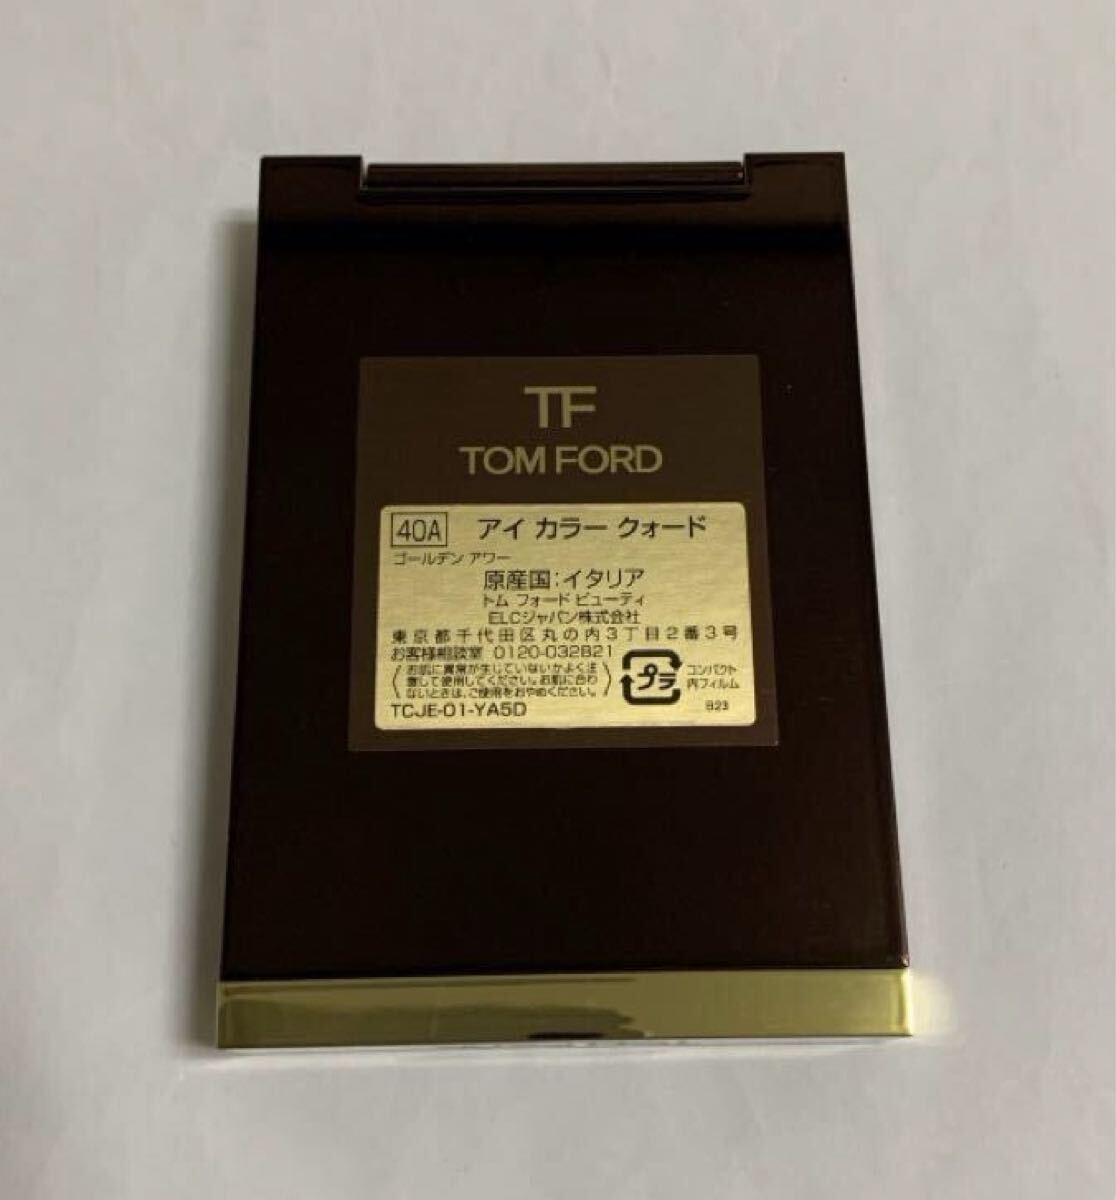 TF
TOM FORD
40A アイ カラー クォード
ゴールデン アワー
原産国:イタリア
トム フォード ビューティ
ELCジャパン株式会社
東京都千代田区丸の内3丁目2番3号
お客様相談室 0120-032821
お肌に異常が生じていないかよく注
意して使用してください。お肌に合わ
ないときは、ご使用をおやめください。
プラ
コンパクト
内フィルム
TCJE-01-YA5D
823